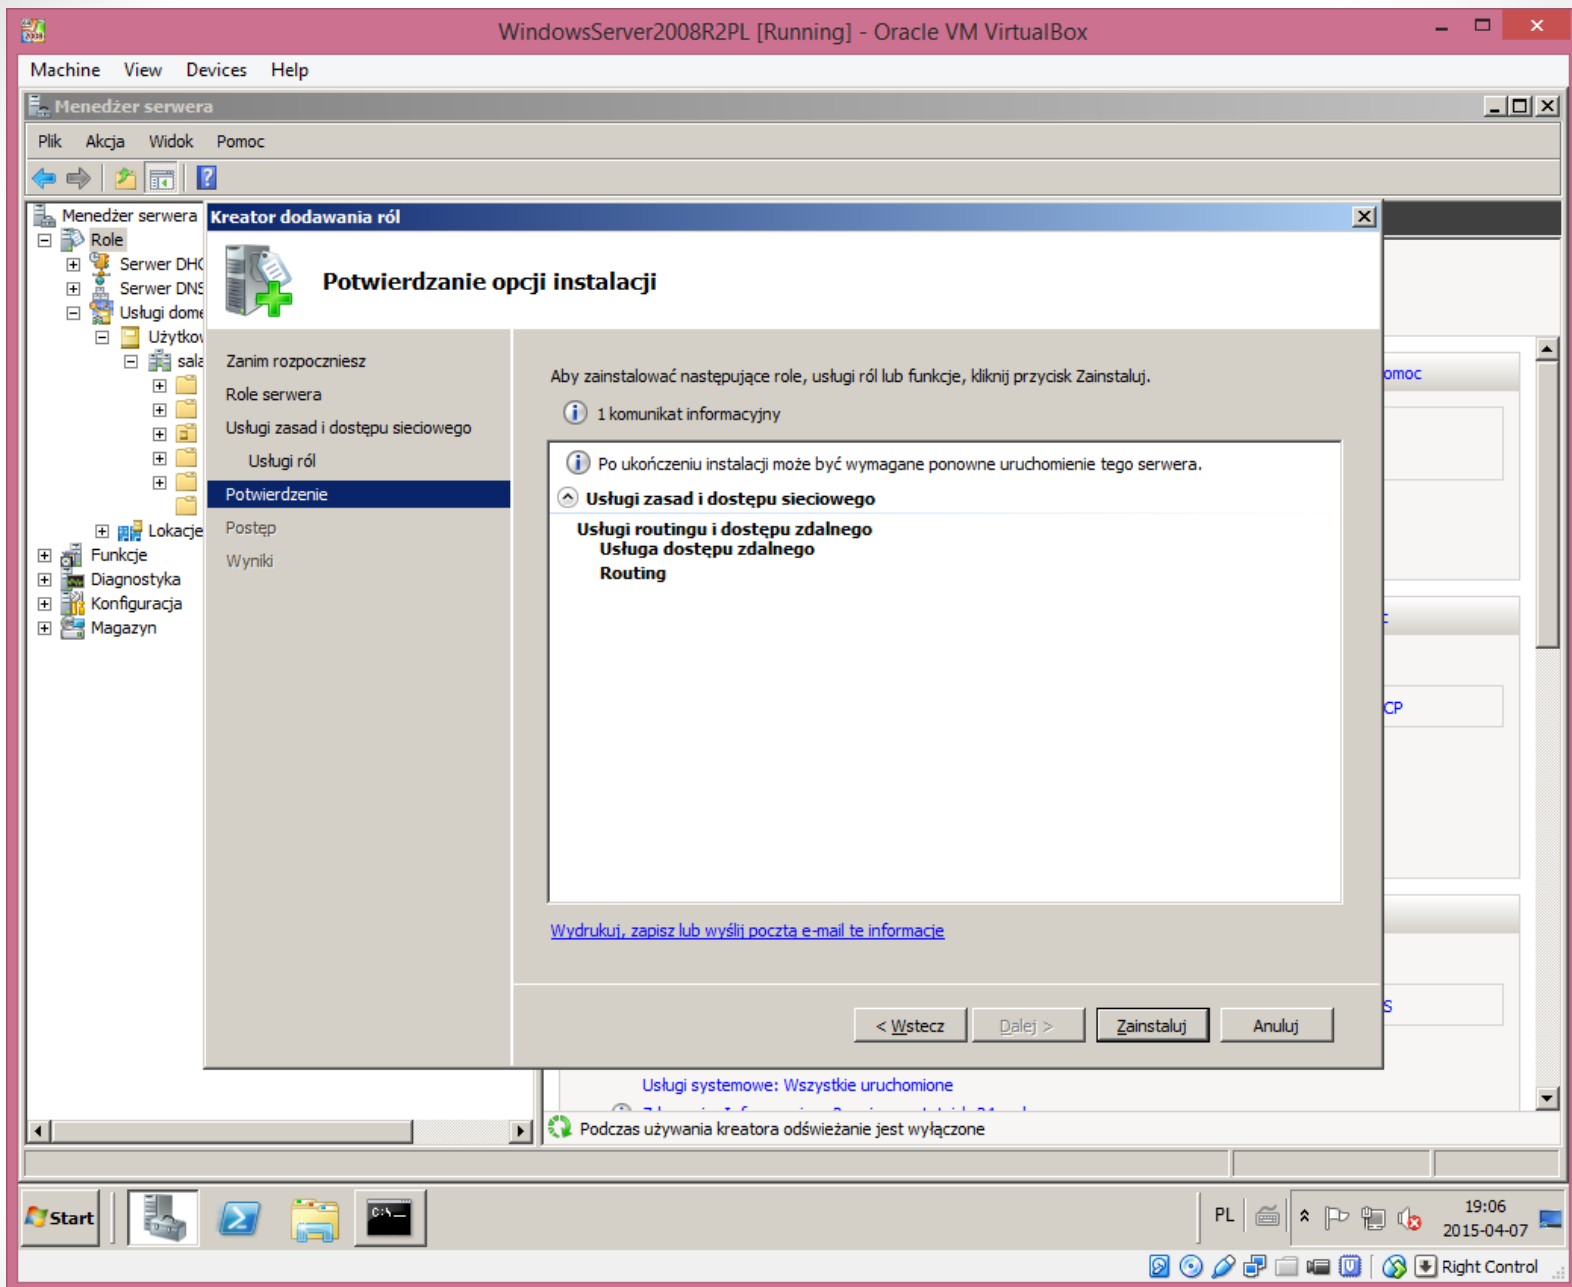 WindowsServer2008R2PL [Running] - Oracle VM VirtualBox
Machine View Devices Help
Menedżer serwera
Plik Akcja Widok Pomoc
Menedżer serwera
Role
Serwer DHC
Serwer DNS
Usługi dome
Użytkow
sala
Lokacje
Funkcje
Diagnostyka
Konfiguracja
Magazyn
Kreator dodawania ról
Potwierdzanie opcji instalacji
Zanim rozpoczniesz
Role serwera
Usługi zasad i dostępu sieciowego
Usługi ról
Potwierdzenie
Postęp
Wyniki
Aby zainstalować następujące role, usługi ról lub funkcje, kliknij przycisk Zainstaluj.
1 komunikat informacyjny
Po ukończeniu instalacji może być wymagane ponowne uruchomienie tego serwera.
Usługi zasad i dostępu sieciowego
Usługi routingu i dostępu zdalnego
Usługa dostępu zdalnego
Routing
Wydrukuj, zapisz lub wyślij pocztą e-mail te informacje
< Wstecz Dalej > Zainstaluj Anuluj
omoc
CP
S
Usługi systemowe: Wszystkie uruchomione
Podczas używania kreatora odświeżanie jest wyłączone
Start
PL
19:06
2015-04-07
Right Control